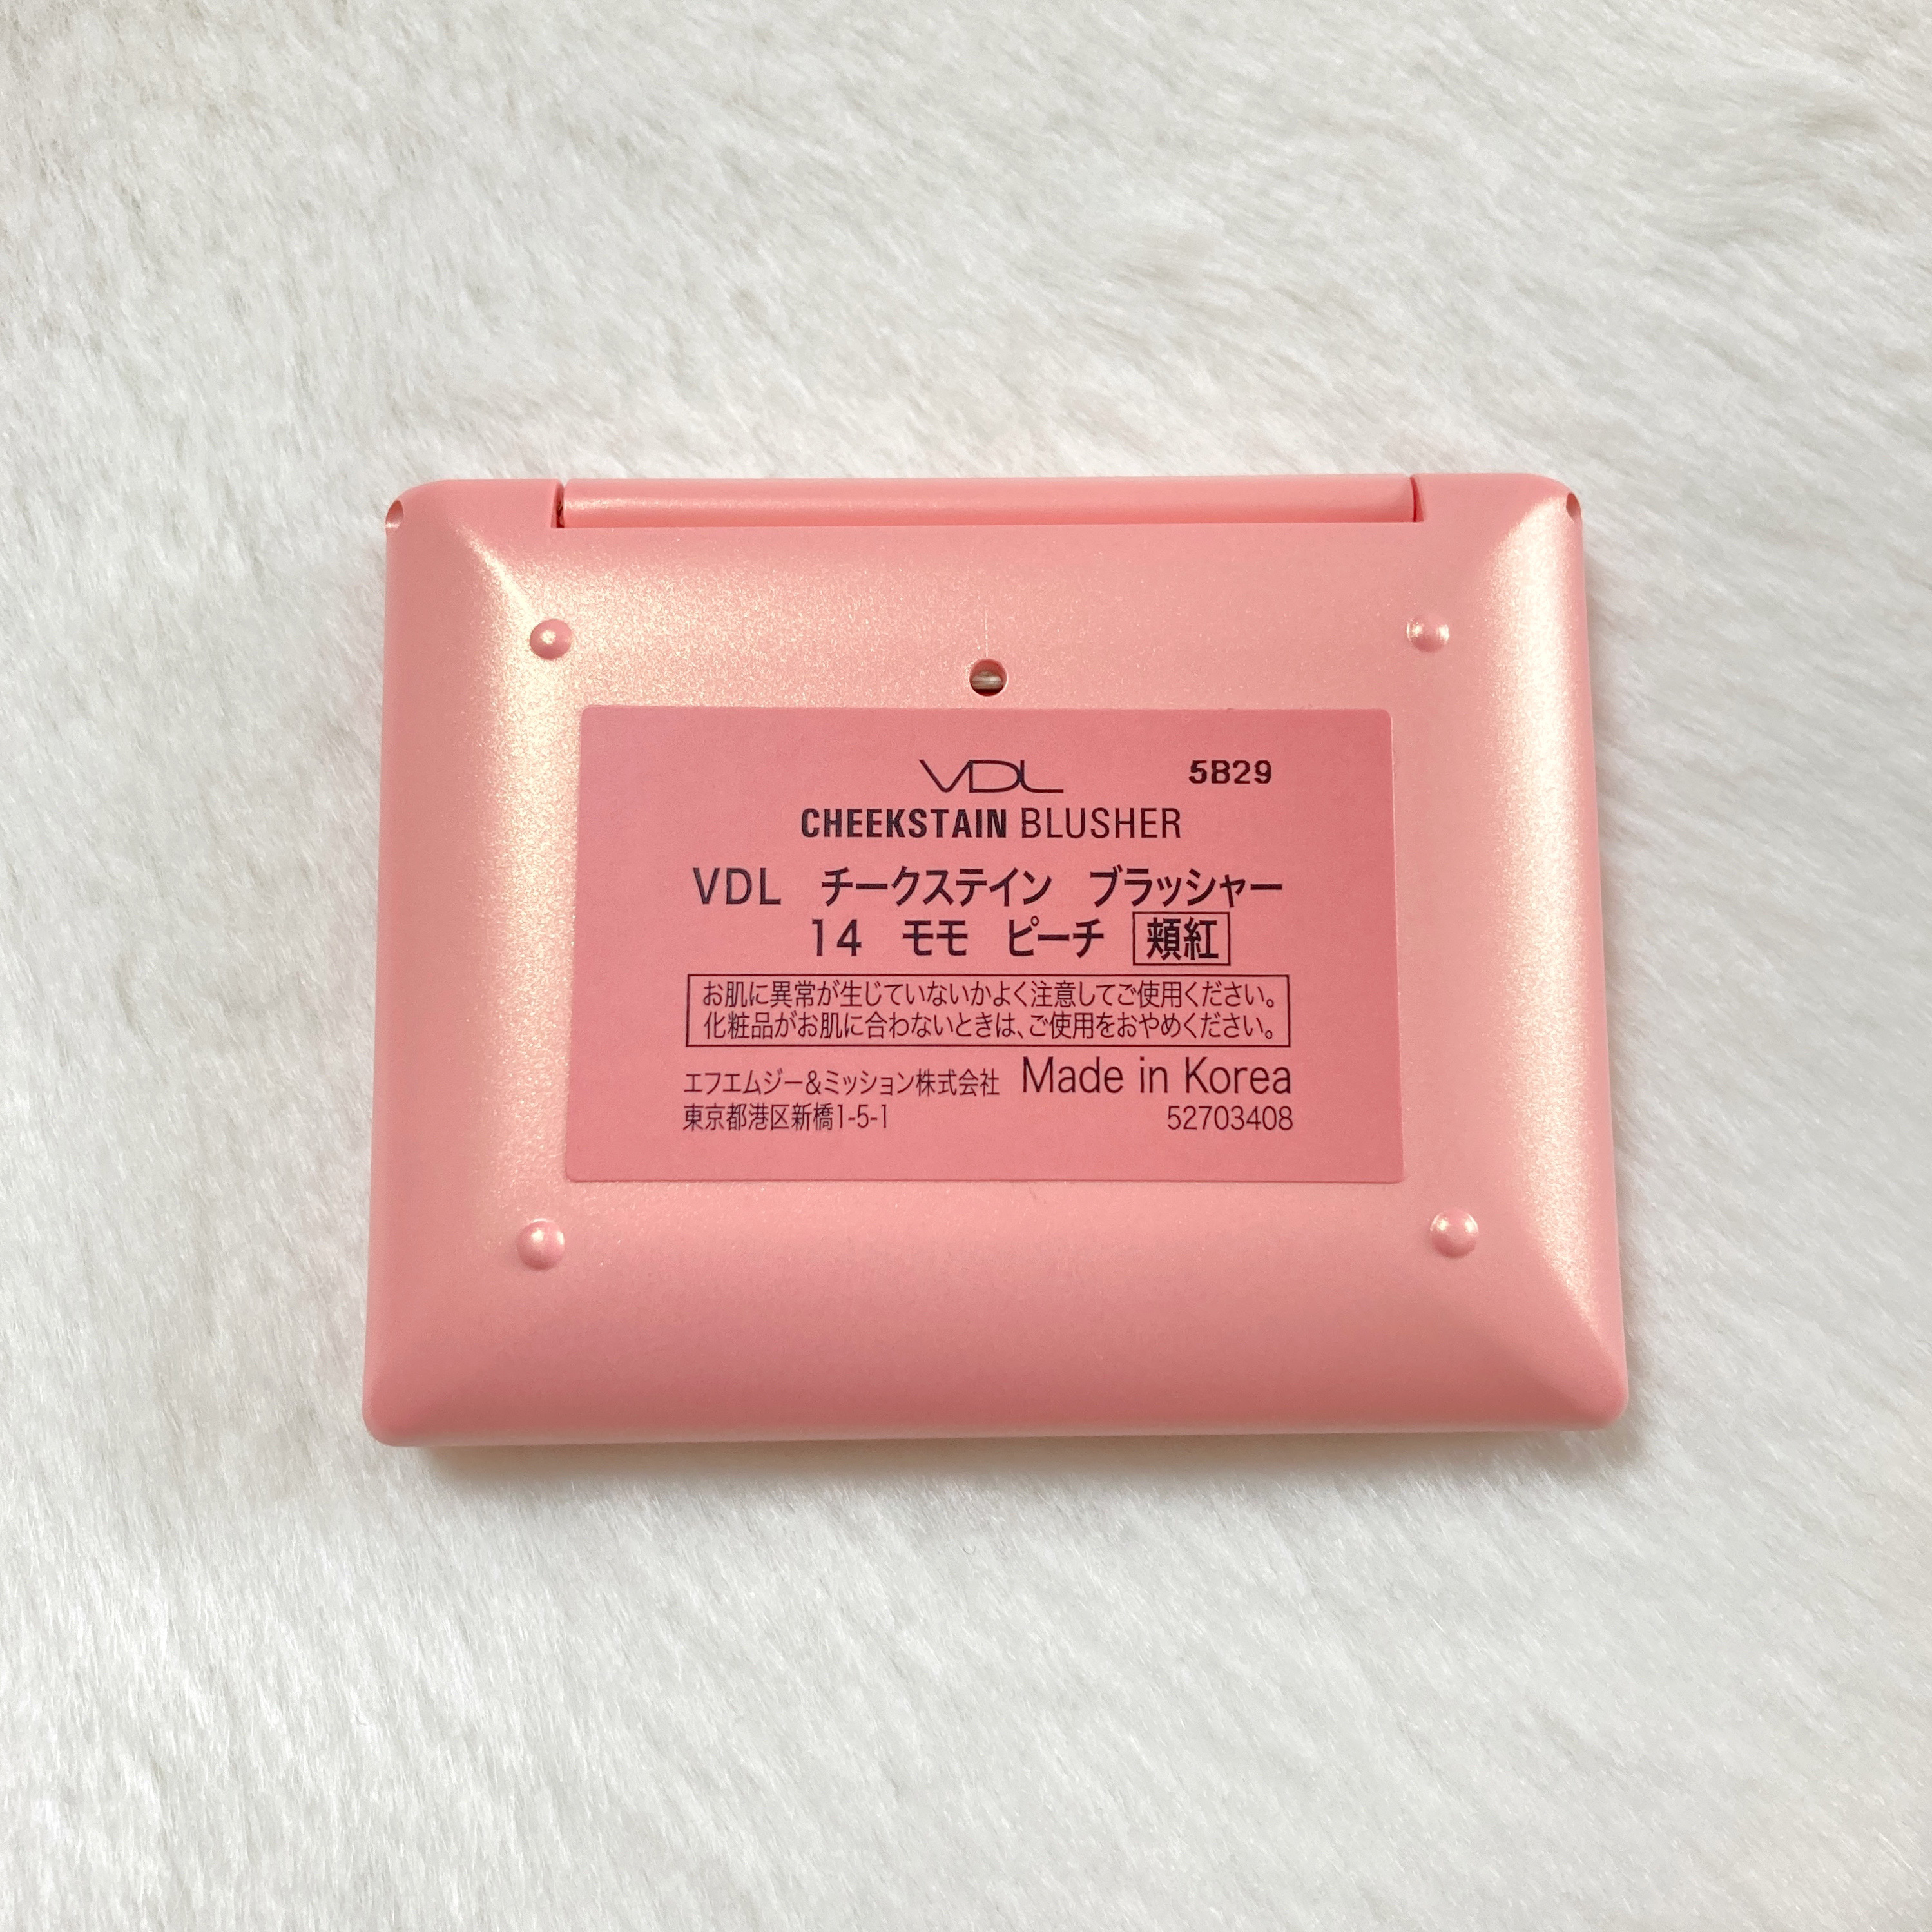 VDL 5B29
CHEEKSTAIN BLUSHER
VDL チークステイン ブラッシャー
14 モモ ピーチ 頬紅
お肌に異常が生じていないかよく注意してご使用ください。
化粧品がお肌に合わないときは、ご使用をおやめください。
エフエムジー&ミッション株式会社 Made in Korea
東京都港区新橋1-5-1 52703408